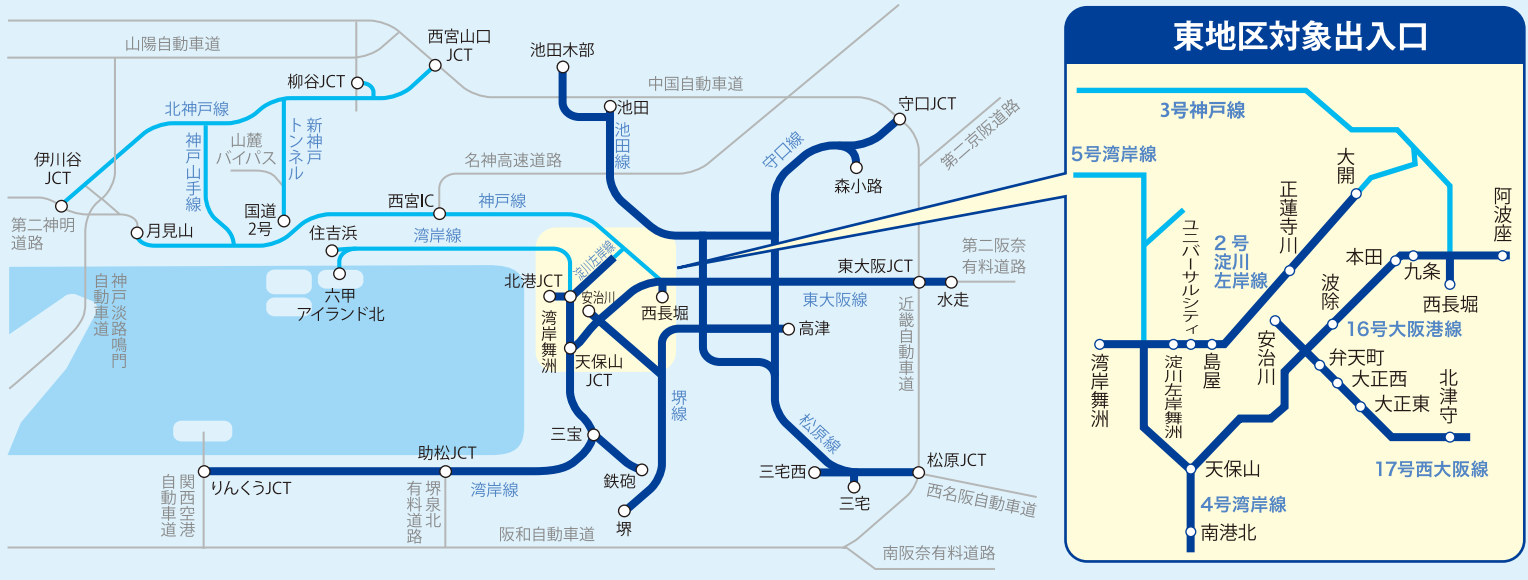 山陽自動車道
西宮山口
JCT
池田木部
東地区対象出入口
柳谷JCT
中国自動車道
池田
守口JCT
北神戸線
新神戸
トンネル
池田線
守口線
第二京阪道路
神戸山手線
山麓
バイパス
名神高速道路
森小路
伊川谷
JCT
国道
2号
西宮IC
神戸線
第二神明
道路
月見山
住吉浜
湾岸線
淀川左岸線
六甲
アイランド北
北港JCT
安治川
西長堀
東大阪JCT
東大阪線
水走
第二阪奈
有料道路
神戸淡路鳴門
自動車道
湾岸舞洲
天保山
JCT
高津
近畿自動車道
堺線
三宝
松原線
助松JCT
りんくうJCT
湾岸線
鉄砲
堺
三宅西
三宅
松原JCT
西名阪自動車道
関西空港
自動車道
堺泉北
有料道路
阪和自動車道
南阪奈有料道路
3号神戸線
5号湾岸線
大開
正蓮寺川
ユニバーサルシティ
2号
淀川
左岸線
阿波座
本田
九条
西長堀
波除
16号大阪港線
湾岸舞洲
淀川左岸舞洲
島屋
安治川
弁天町
大正西
大正東
北津守
17号西大阪線
天保山
4号湾岸線
南港北